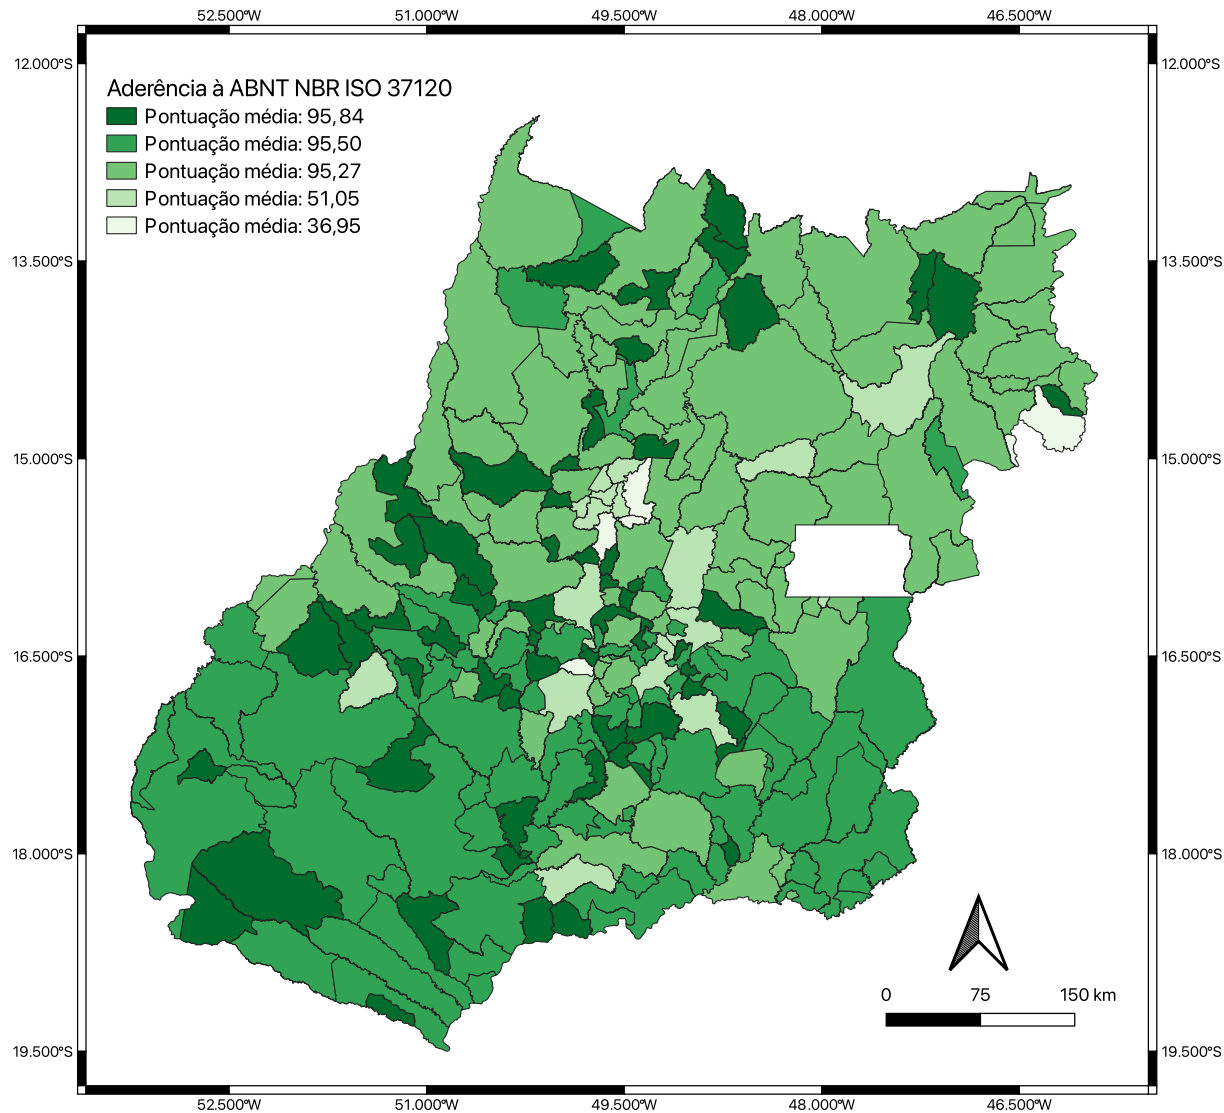 52.500°W 51.000°W 49.500°W 48.000°W 46.500°W
12.000°S 12.000°S
Aderência à ABNT NBR ISO 37120
Pontuação média: 95,84
Pontuação média: 95,50
Pontuação média: 95,27
Pontuação média: 51,05
Pontuação média: 36,95
13.500°S 13.500°S
15.000°S 15.000°S
16.500°S 16.500°S
18.000°S 18.000°S
0 75 150 km
19.500°S 19.500°S
52.500°W 51.000°W 49.500°W 48.000°W 46.500°W